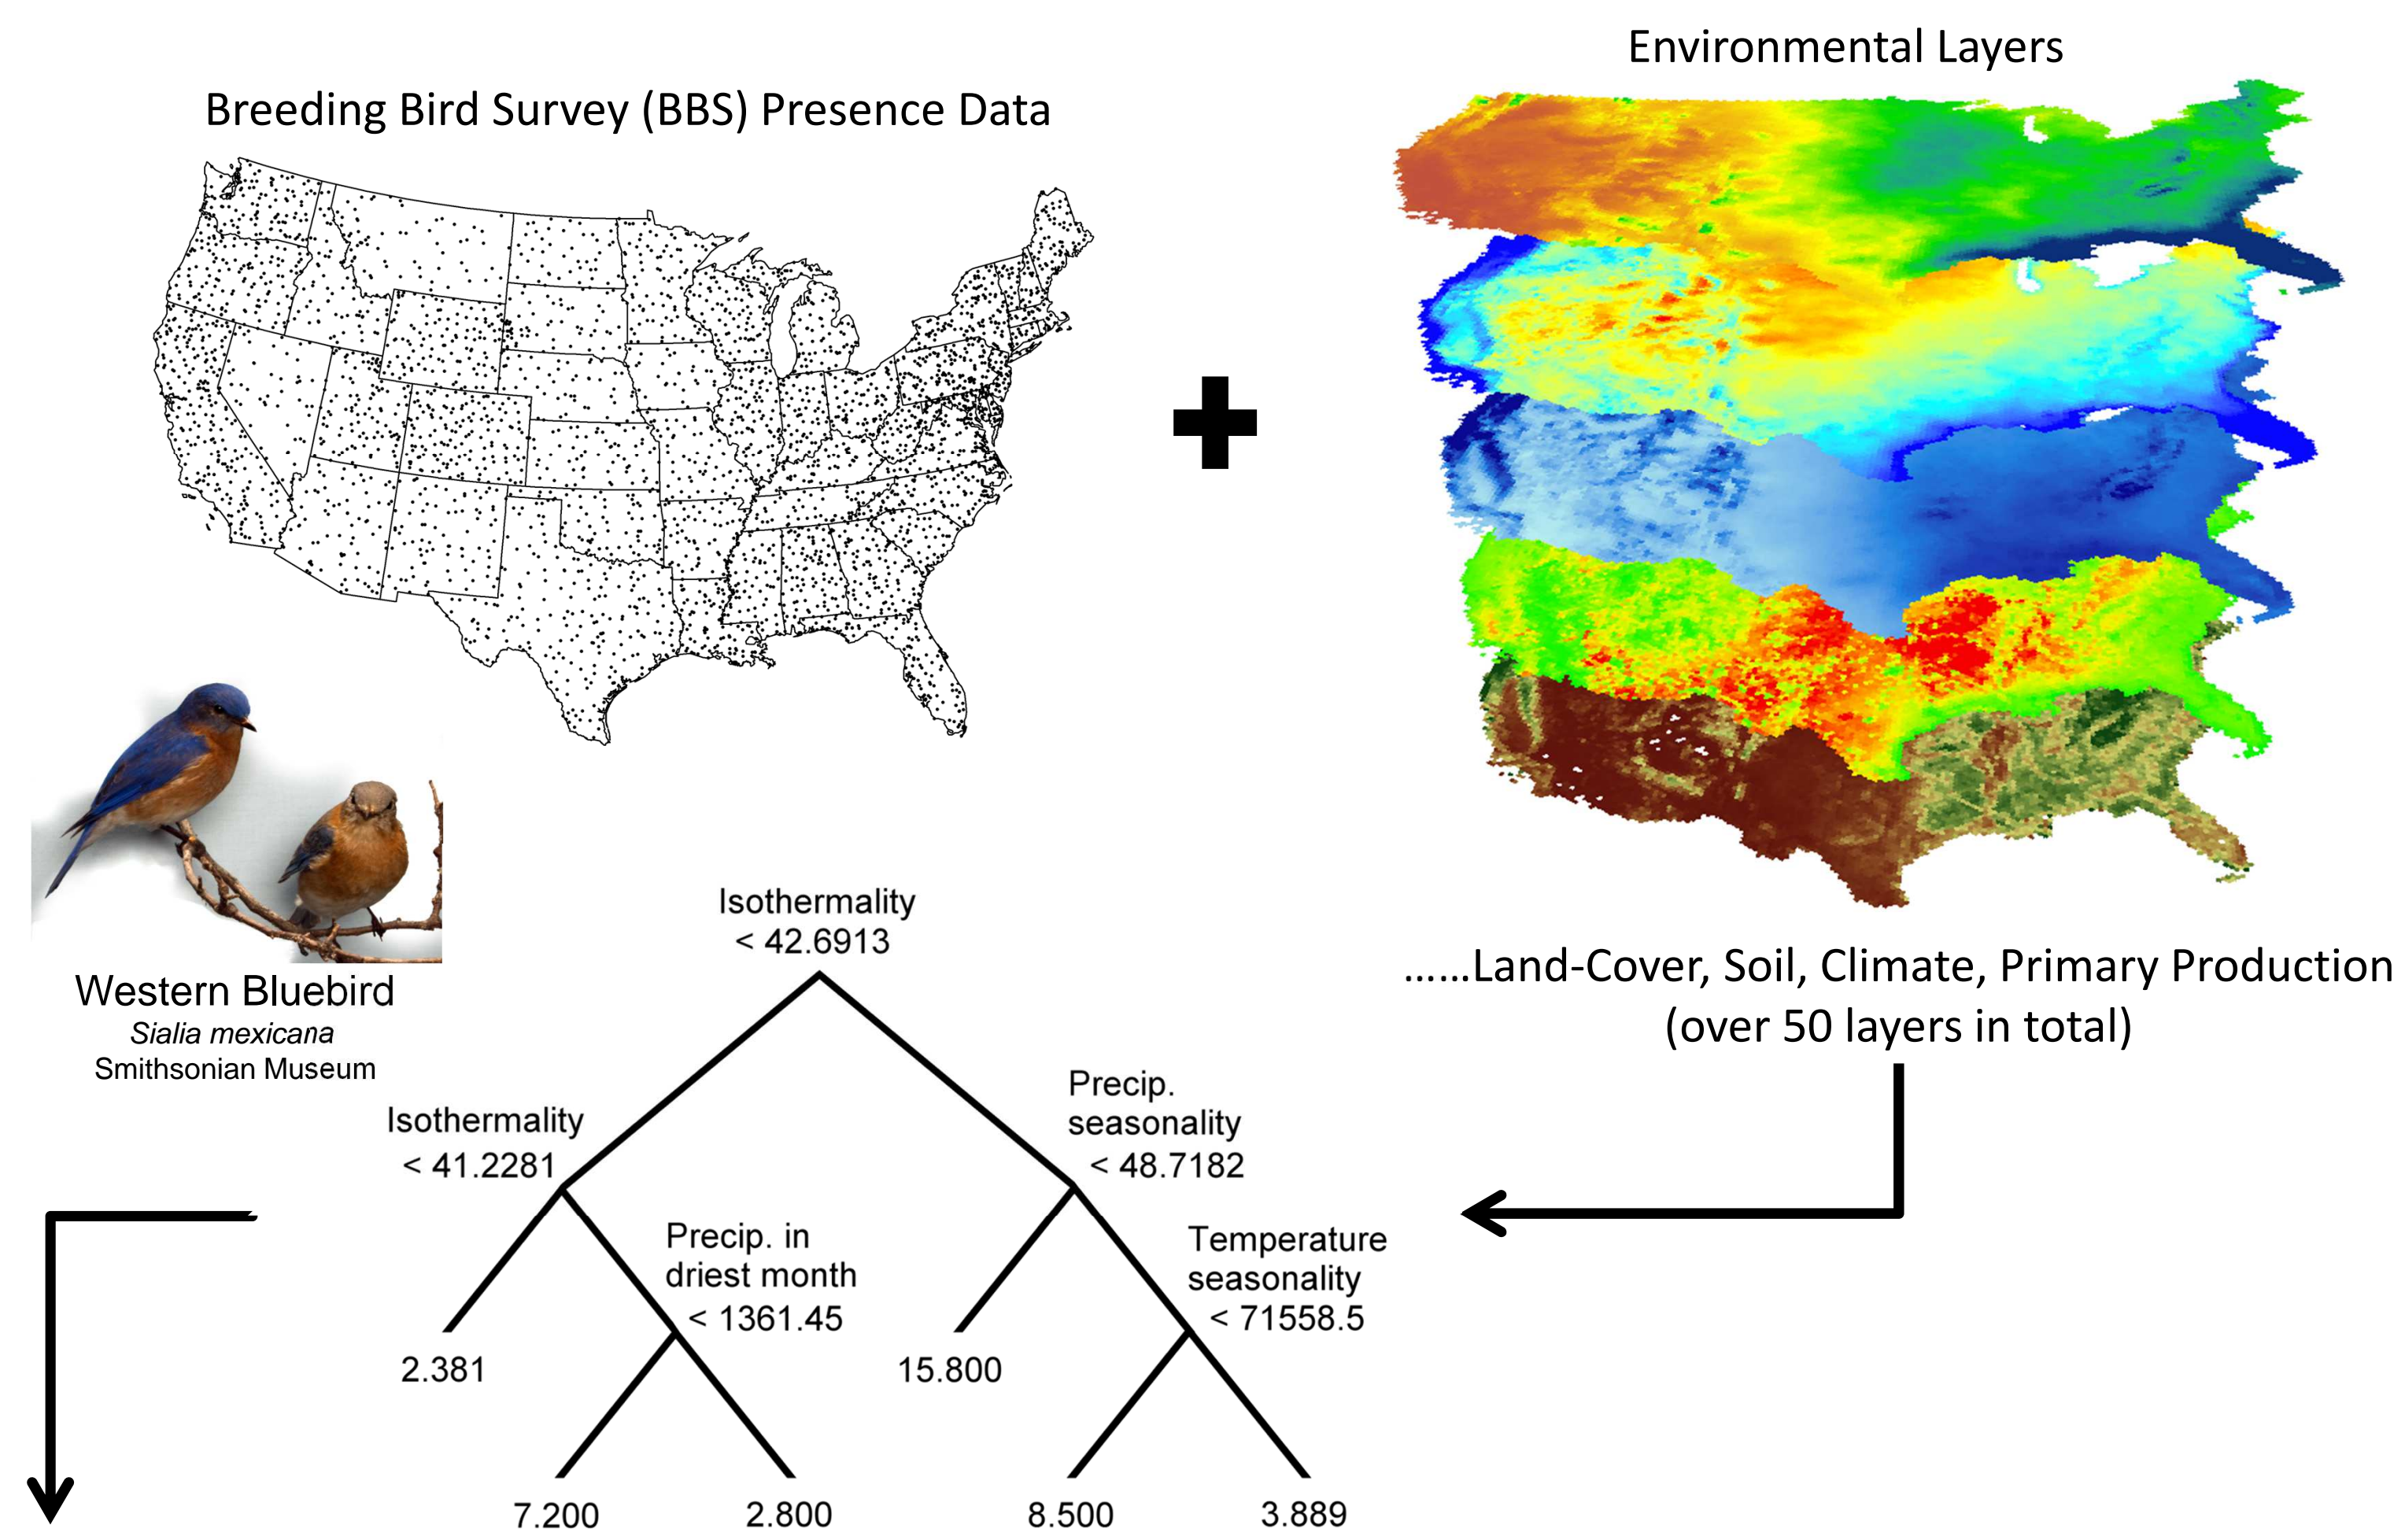 Environmental Layers
Breeding Bird Survey (BBS) Presence Data
......Land-Cover, Soil, Climate, Primary Production
(over 50 layers in total)
Western Bluebird
Sialia mexicana
Smithsonian Museum
Isothermality
< 42.6913
Isothermality
< 41.2281
Precip.
seasonality
< 48.7182
Precip. in
driest month
< 1361.45
Temperature
seasonality
< 71558.5
2.381
15.800
7.200
2.800
8.500
3.889